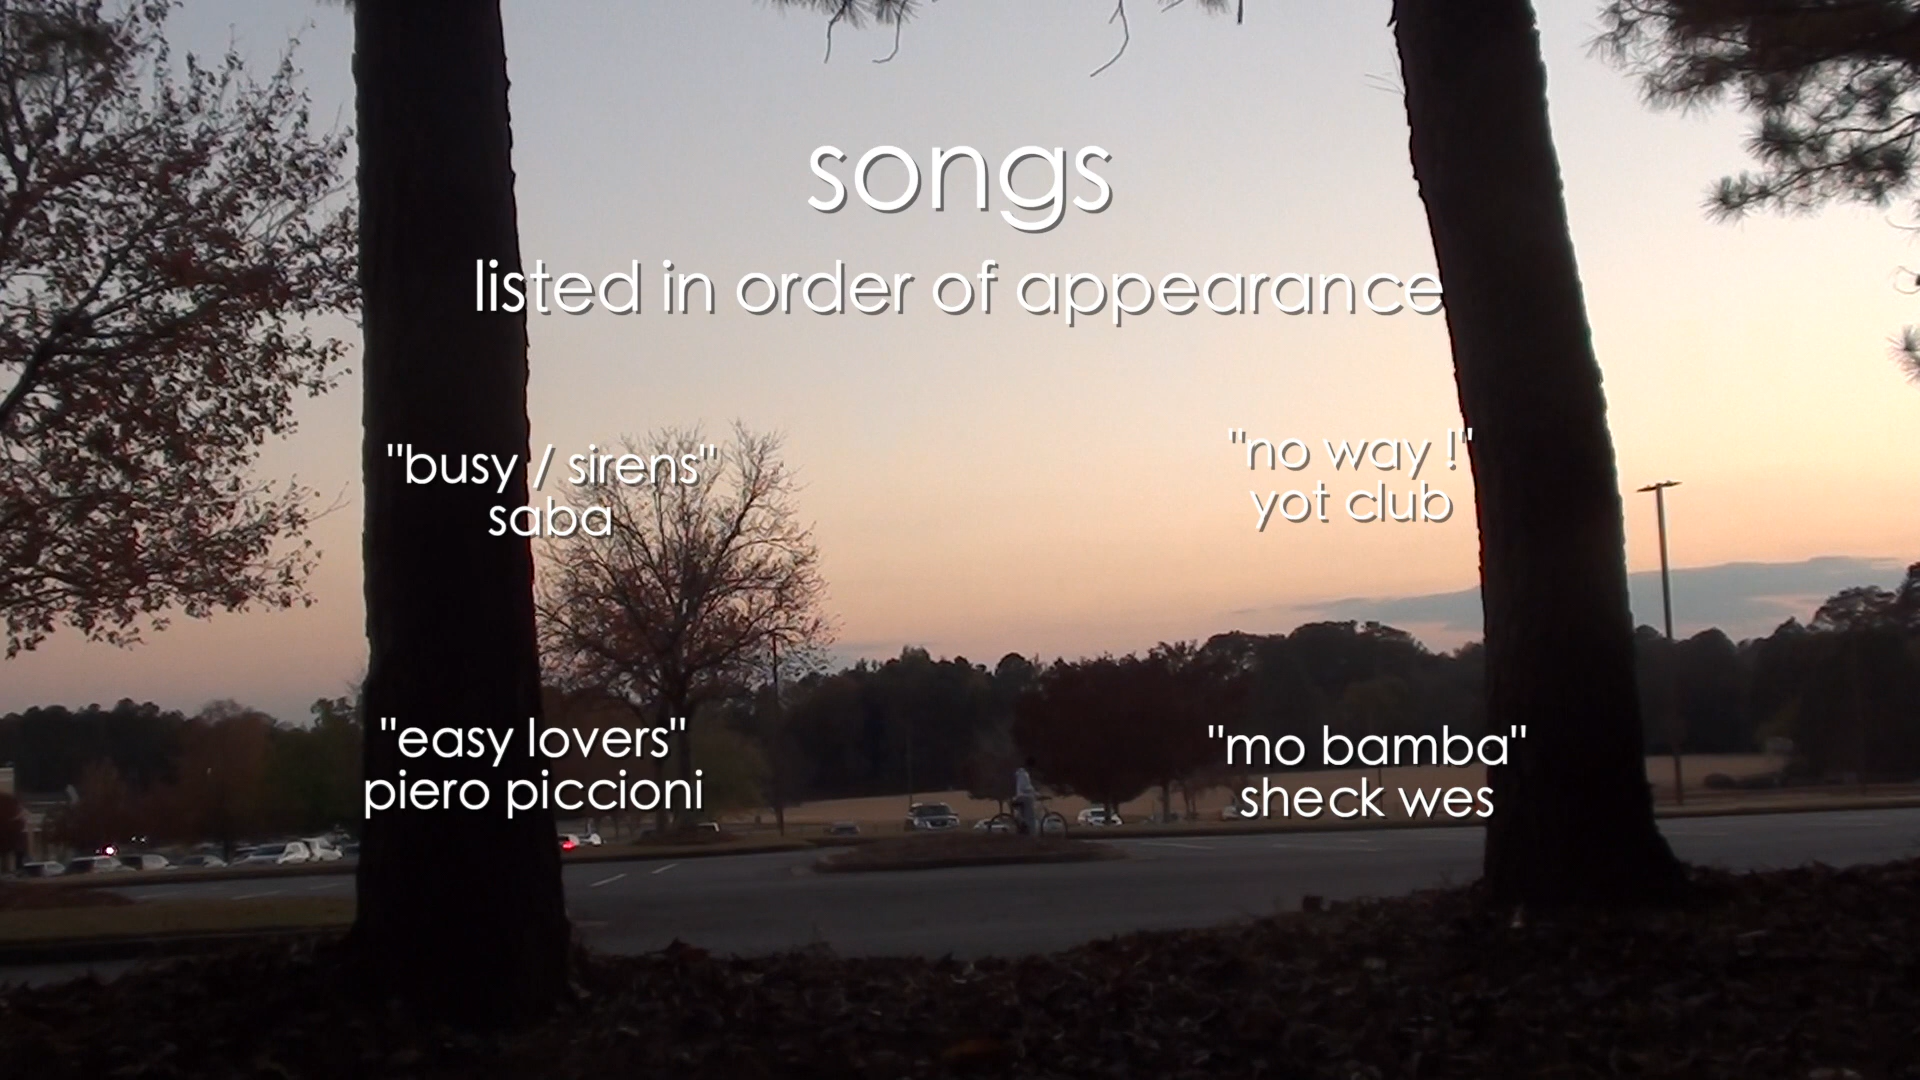 songs
listed in order of appearance
"busy / sirens"
saba
"no way !"
yot club
"easy lovers"
piero piccioni
"mo bamba"
sheck wes